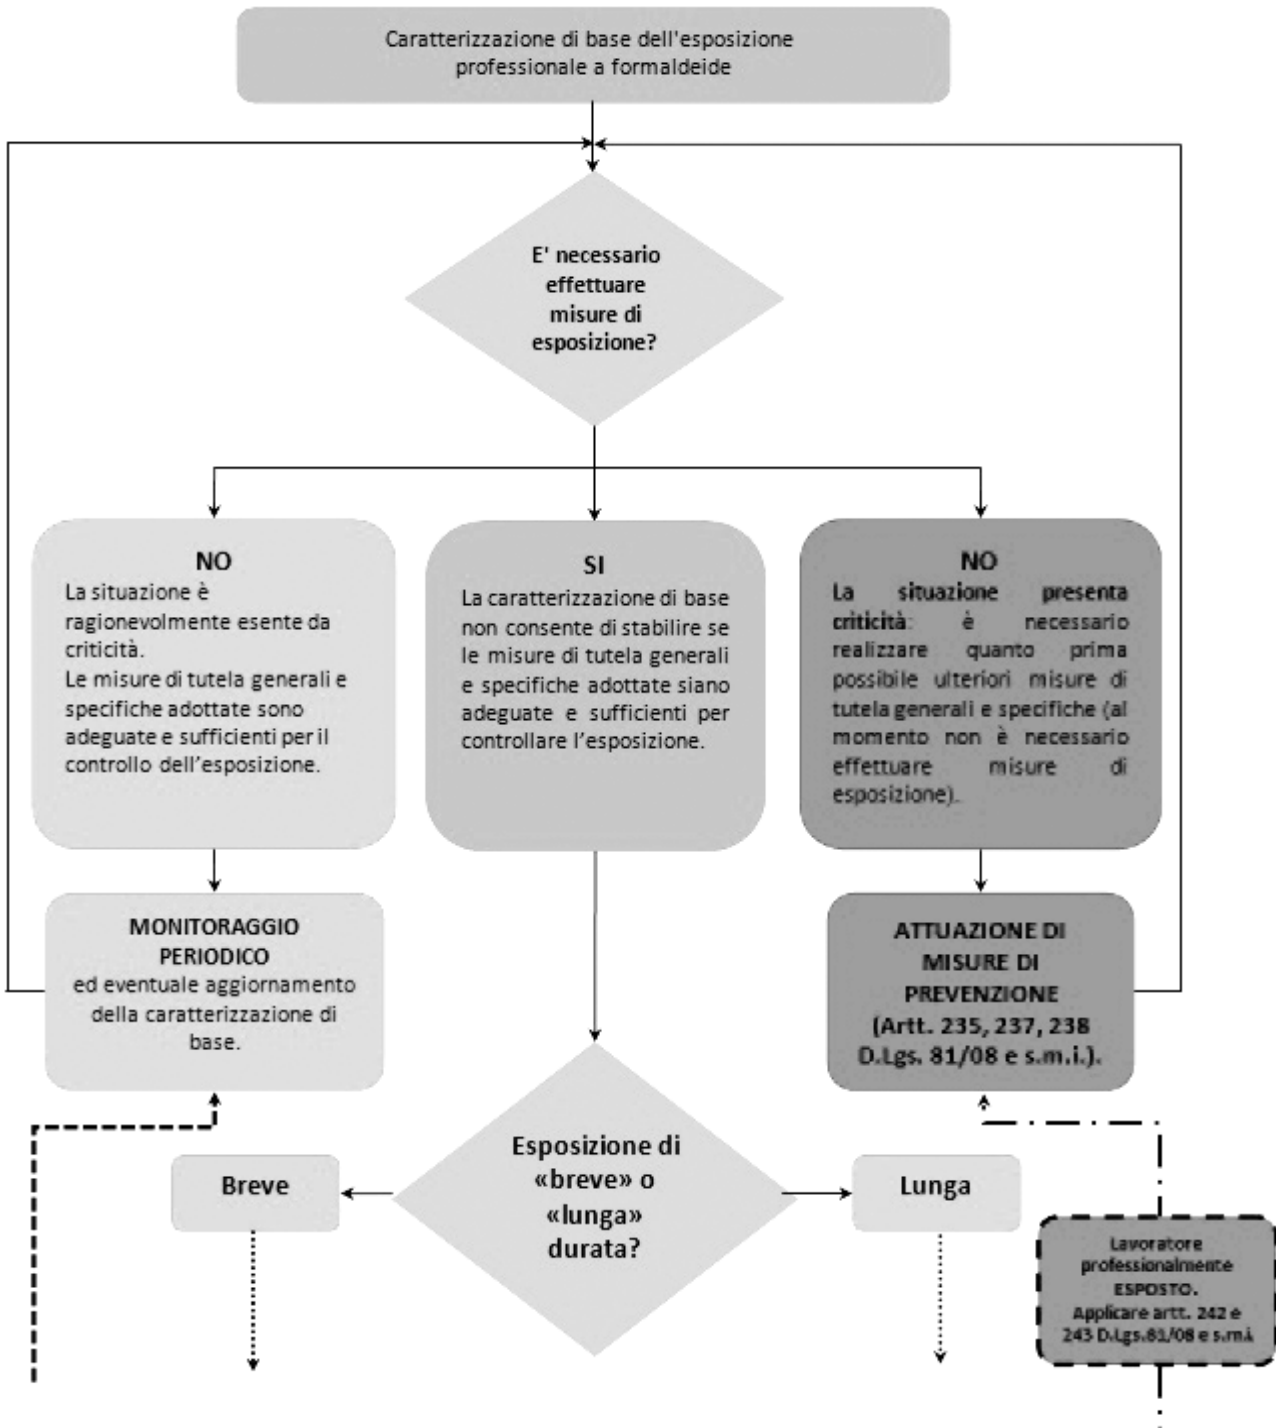 Caratterizzazione di base dell'esposizione
professionale a formaldeide
E' necessario
effettuare
misure di
esposizione?
NO
La situazione è
ragionevolmente esente da
criticità.
Le misure di tutela generali e
specifiche adottate sono
adeguate e sufficienti per il
controllo dell'esposizione.
SI
La caratterizzazione di base
non consente di stabilire se
le misure di tutela generali
e specifiche adottate siano
adeguate e sufficienti per
controllare l'esposizione.
NO
La situazione presenta
criticità: è necessario
realizzare quanto prima
possibile ulteriori misure di
tutela generali e specifiche (al
momento non è necessario
effettuare misure di
esposizione).
MONITORAGGIO
PERIODICO
ed eventuale aggiornamento
della caratterizzazione di
base.
ATTUAZIONE DI
MISURE DI
PREVENZIONE
(Artt. 235, 237, 238
D.Lgs. 81/08 e s.m.i.).
Esposizione di
«breve» o
«lunga»
durata?
Breve
Lunga
Lavoratore
professionalmente
ESPOSTO.
Applicare artt. 242 e
243 D.Lgs.81/08 e s.m.i.